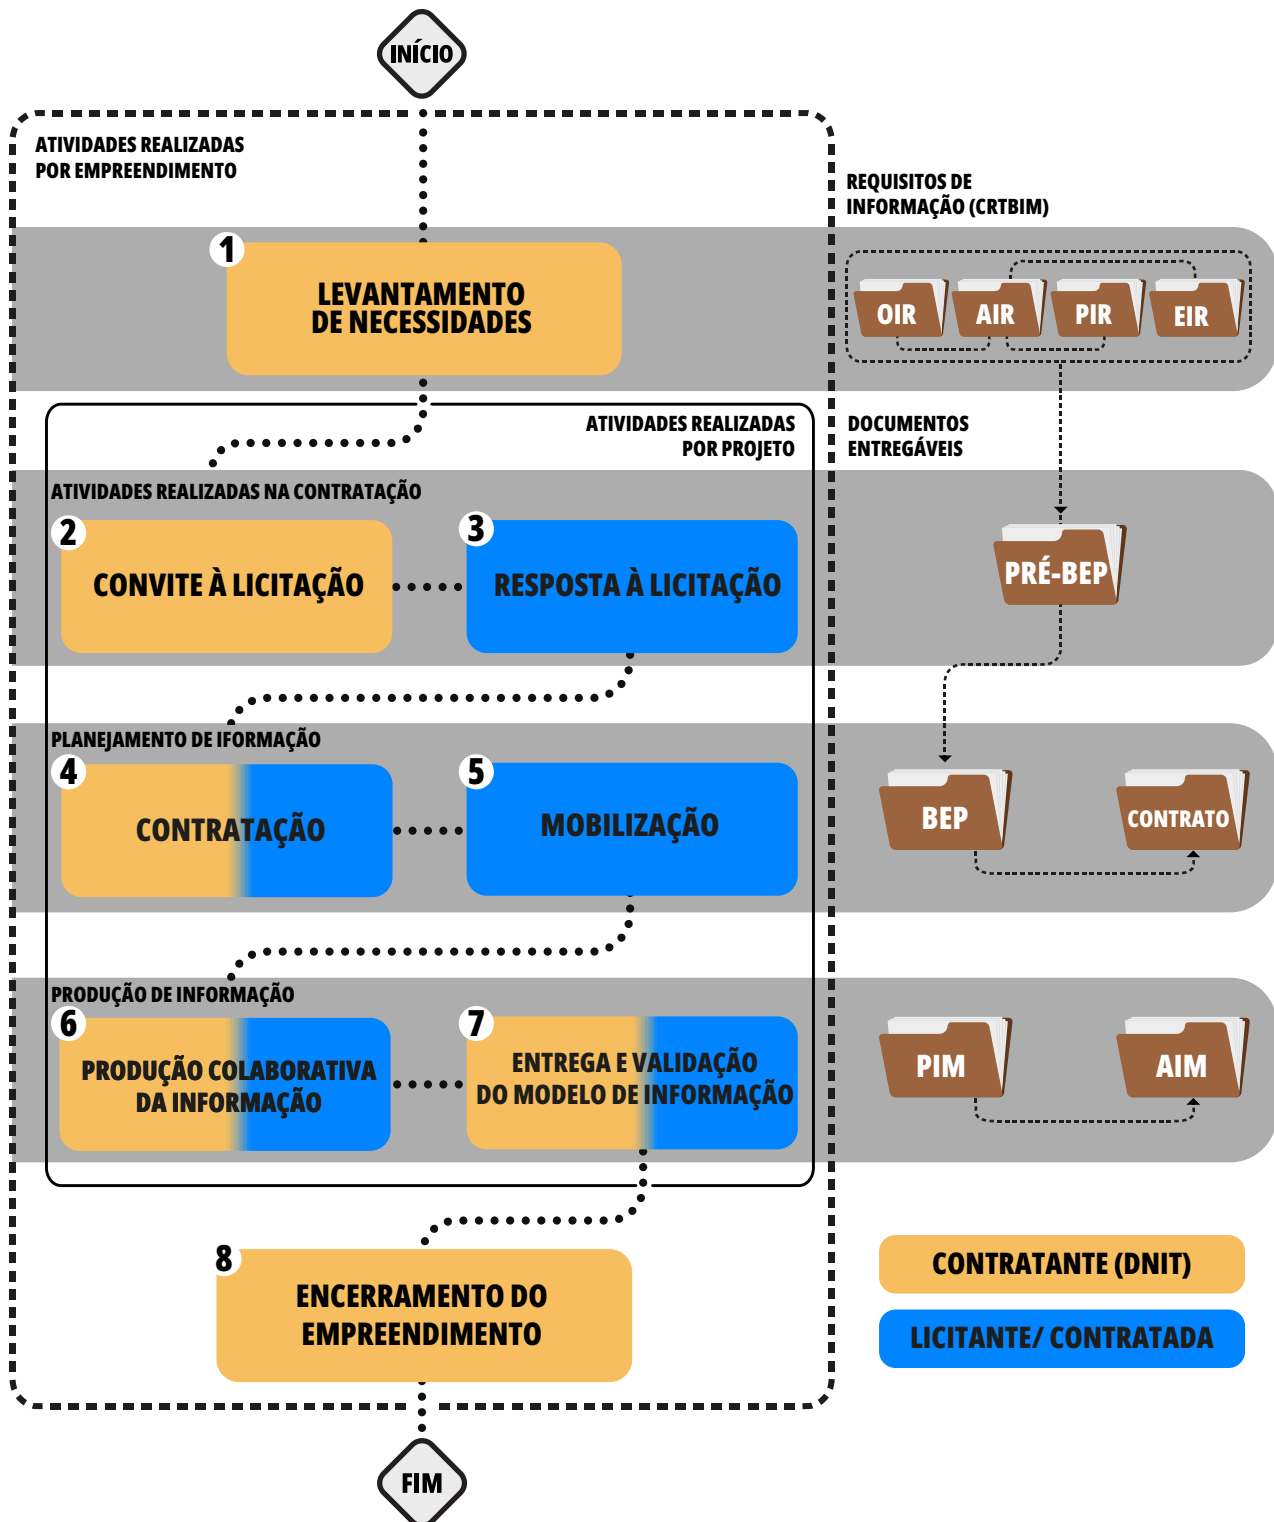 INÍCIO
ATIVIDADES REALIZADAS
POR EMPREENDIMENTO
REQUISITOS DE
INFORMAÇÃO (CRTBIM)
1
LEVANTAMENTO
DE NECESSIDADES
OIR
AIR
PIR
EIR
ATIVIDADES REALIZADAS
POR PROJETO
DOCUMENTOS
ENTREGÁVEIS
ATIVIDADES REALIZADAS NA CONTRATAÇÃO
2
CONVITE À LICITAÇÃO
3
RESPOSTA À LICITAÇÃO
PRÉ-BEP
PLANEJAMENTO DE IFORMAÇÃO
4
CONTRATAÇÃO
5
MOBILIZAÇÃO
BEP
CONTRATO
PRODUÇÃO DE INFORMAÇÃO
6
PRODUÇÃO COLABORATIVA
DA INFORMAÇÃO
7
ENTREGA E VALIDAÇÃO
DO MODELO DE INFORMAÇÃO
PIM
AIM
8
ENCERRAMENTO DO
EMPREENDIMENTO
CONTRATANTE (DNIT)
LICITANTE/ CONTRATADA
FIM